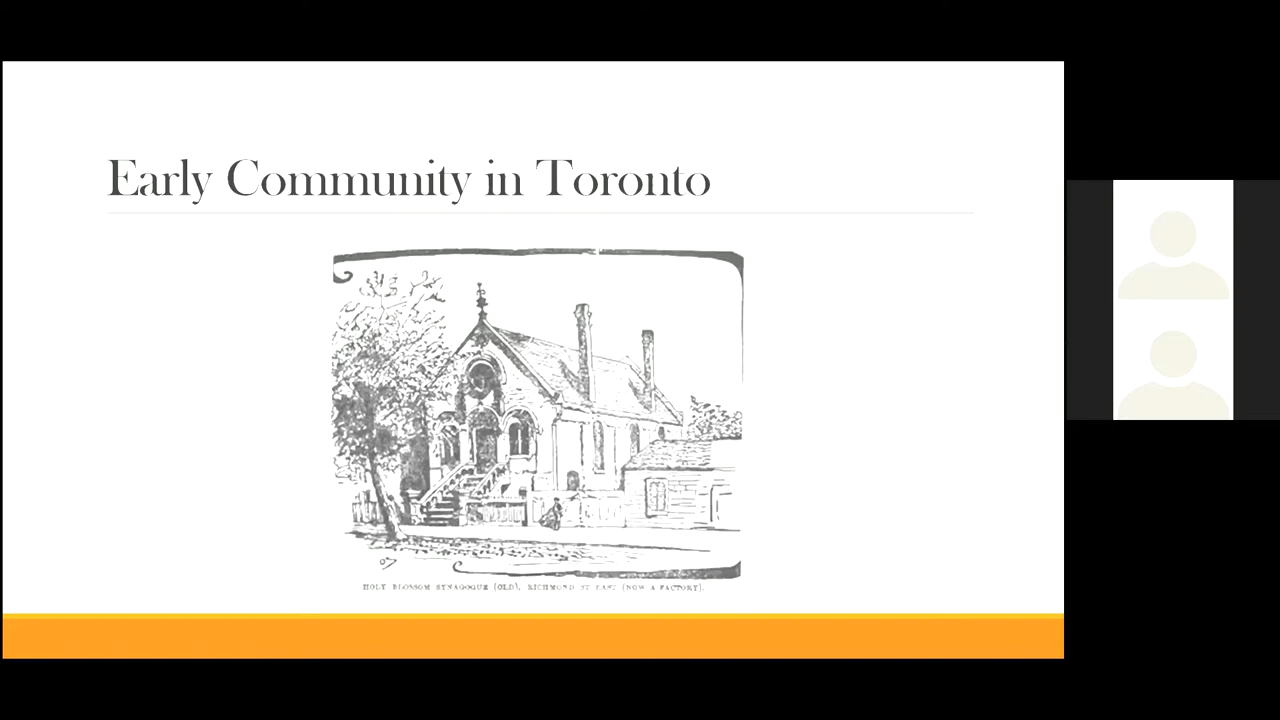 Early Community in Toronto
HOLY BLOSSOM SYNAGOGUE (OLD), RICHMOND ST EAST (NOW A FACTORY).